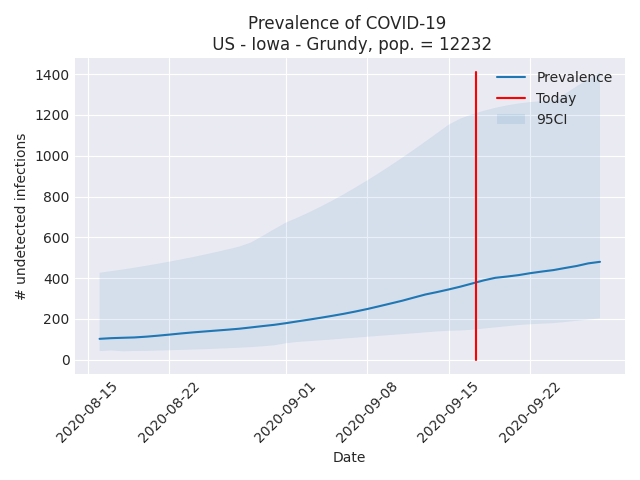 Prevalence of COVID-19
US - Iowa - Grundy, pop. = 12232
# undetected infections
1400
1200
1000
800
600
400
200
0
Prevalence
Today
95CI
2020-08-15
2020-08-22
2020-09-01
2020-09-08
2020-09-15
2020-09-22
Date